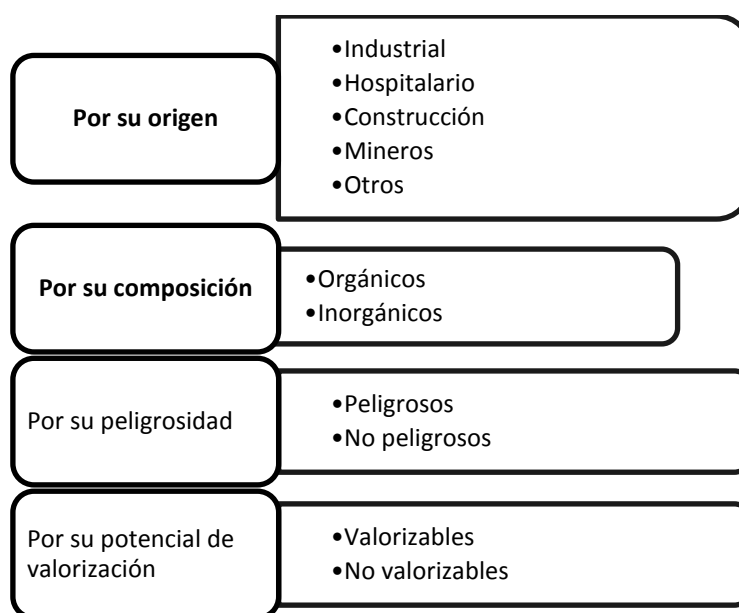 Por su origen
•Industrial
•Hospitalario
•Construcción
•Mineros
•Otros
Por su composición
•Orgánicos
•Inorgánicos
Por su peligrosidad
•Peligrosos
•No peligrosos
Por su potencial de
valorización
•Valorizables
•No valorizables